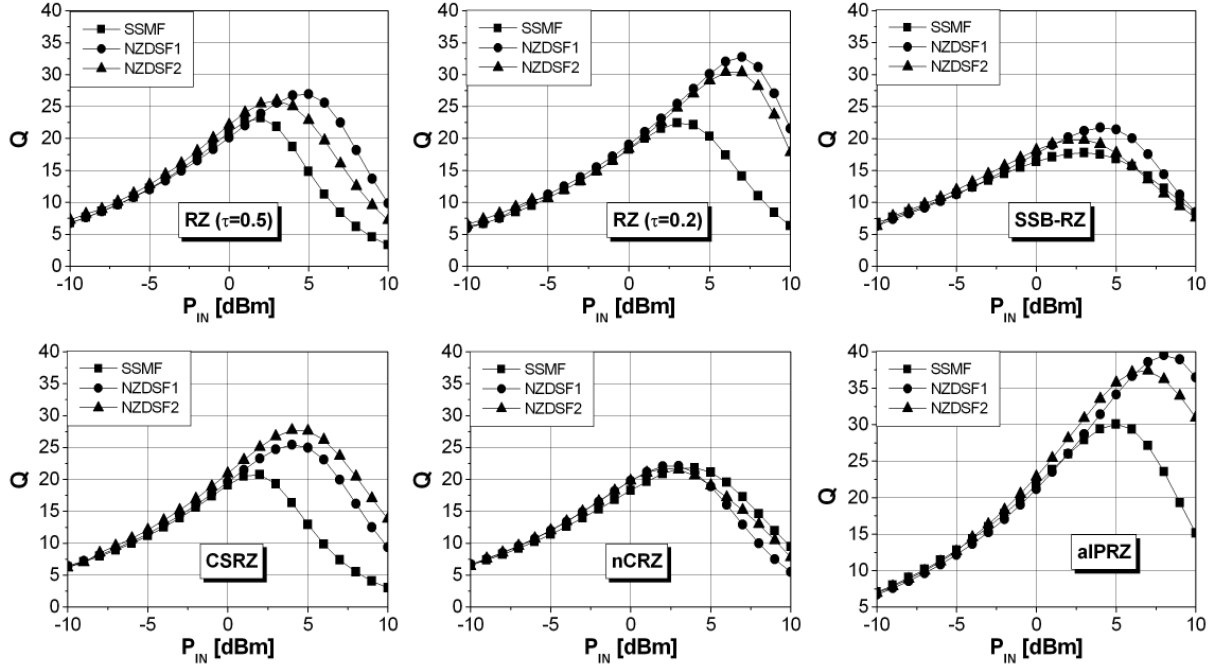 40
35
30
25
20
15
10
5
0
Q
SSMF
NZDSF1
NZDSF2
RZ (τ=0.5)
-10 -5 0 5 10
P_IN [dBm]
40
35
30
25
20
15
10
5
0
Q
SSMF
NZDSF1
NZDSF2
RZ (τ=0.2)
-10 -5 0 5 10
P_IN [dBm]
40
35
30
25
20
15
10
5
0
Q
SSMF
NZDSF1
NZDSF2
SSB-RZ
-10 -5 0 5 10
P_IN [dBm]
40
35
30
25
20
15
10
5
0
Q
SSMF
NZDSF1
NZDSF2
CSRZ
-10 -5 0 5 10
P_IN [dBm]
40
35
30
25
20
15
10
5
0
Q
SSMF
NZDSF1
NZDSF2
nCRZ
-10 -5 0 5 10
P_IN [dBm]
40
35
30
25
20
15
10
5
0
Q
SSMF
NZDSF1
NZDSF2
alPRZ
-10 -5 0 5 10
P_IN [dBm]